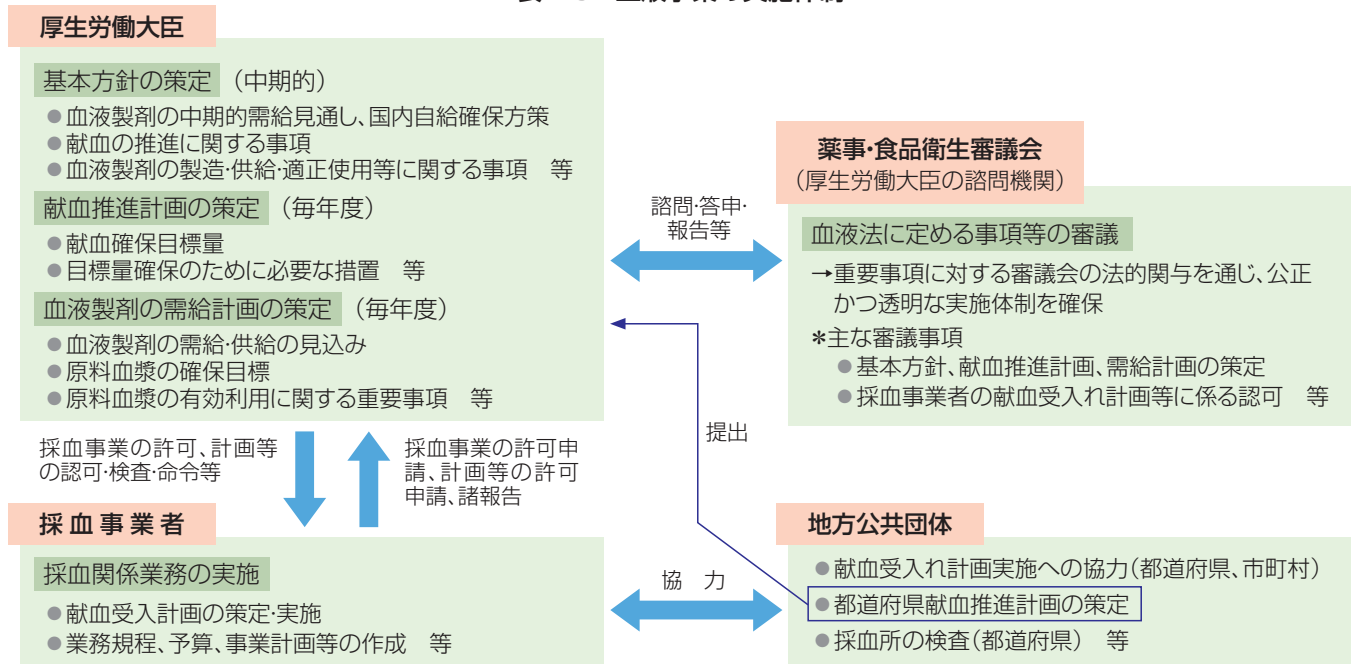 厚生労働大臣
基本方針の策定 (中期的)
●血液製剤の中期的需給見通し、国内自給確保方策
●献血の推進に関する事項
●血液製剤の製造・供給・適正使用等に関する事項 等
献血推進計画の策定 (毎年度)
●献血確保目標量
●目標量確保のために必要な措置 等
血液製剤の需給計画の策定 (毎年度)
●血液製剤の需給・供給の見込み
●原料血漿の確保目標
●原料血漿の有効利用に関する重要事項 等
諮問・答申・
報告等
薬事・食品衛生審議会
(厚生労働大臣の諮問機関)
血液法に定める事項等の審議
→重要事項に対する審議会の法的関与を通じ、公正
かつ透明な実施体制を確保
*主な審議事項
●基本方針、献血推進計画、需給計画の策定
●採血事業者の献血受入れ計画等に係る認可 等
採血事業の許可、計画等
の認可・検査・命令等
採血事業の許可申
請、計画等の許可
申請、諸報告
提出
採血事業者
採血関係業務の実施
●献血受入計画の策定・実施
●業務規程、予算、事業計画等の作成 等
協 力
地方公共団体
●献血受入れ計画実施への協力(都道府県、市町村)
●都道府県献血推進計画の策定
●採血所の検査(都道府県) 等